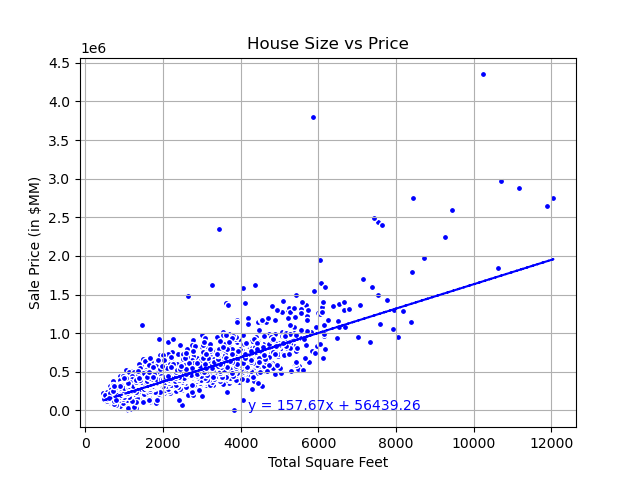 House Size vs Price
1e6
4.5
4.0
3.5
3.0
2.5
2.0
1.5
1.0
0.5
0.0
Sale Price (in $MM)
y = 157.67x + 56439.26
0 2000 4000 6000 8000 10000 12000
Total Square Feet